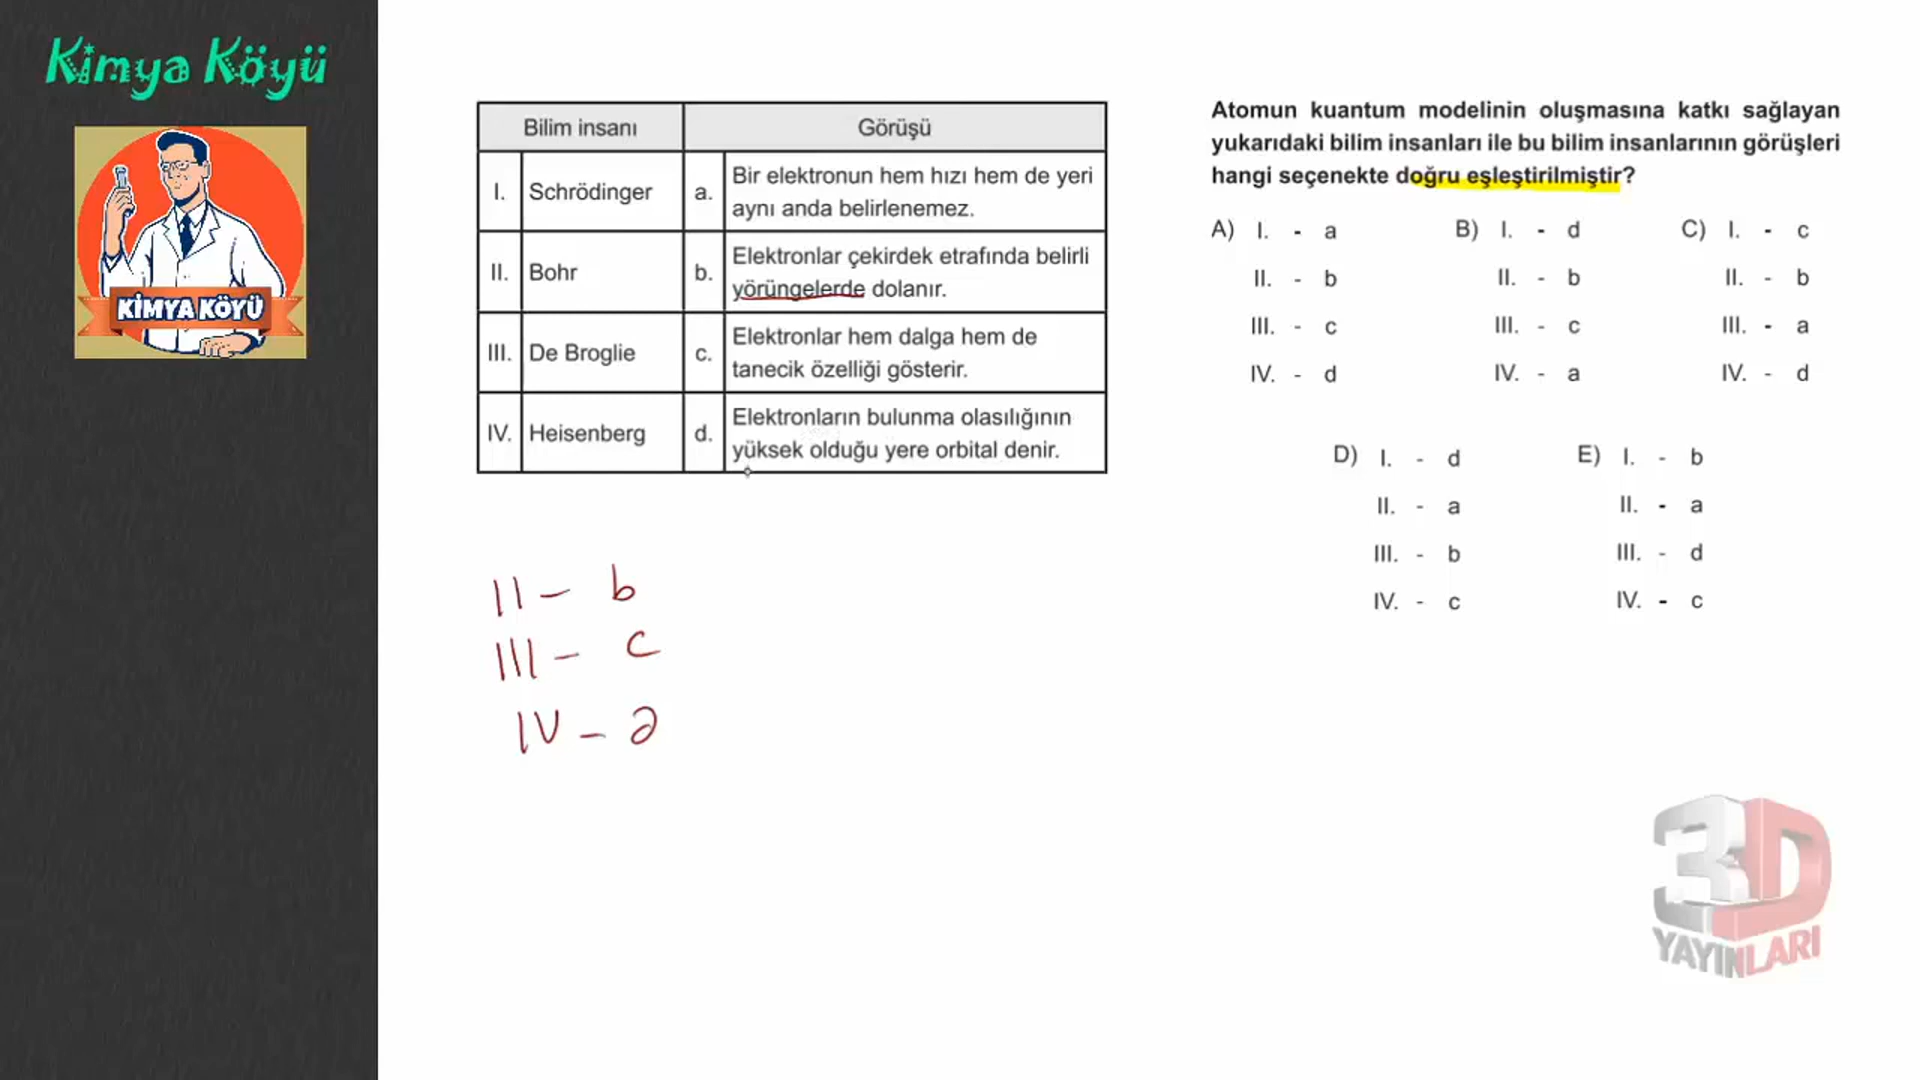 Kimya Köyü
KİMYA KÖYÜ
Bilim insanı Görüşü
I. Schrödinger a. Bir elektronun hem hızı hem de yeri
aynı anda belirlenemez.
II. Bohr b. Elektronlar çekirdek etrafında belirli
yörüngelerde dolanır.
III. De Broglie c. Elektronlar hem dalga hem de
tanecik özelliği gösterir.
IV. Heisenberg d. Elektronların bulunma olasılığının
yüksek olduğu yere orbital denir.
II - b
III - c
IV - a
Atomun kuantum modelinin oluşmasına katkı sağlayan
yukarıdaki bilim insanları ile bu bilim insanlarının görüşleri
hangi seçenekte doğru eşleştirilmiştir?
A) I. - a B) I. - d C) I. - c
II. - b II. - b II. - b
III. - c III. - c III. - a
IV. - d IV. - a IV. - d
D) I. - d E) I. - b
II. - a II. - a
III. - b III. - d
IV. - c IV. - c
3D
YAYINLARI